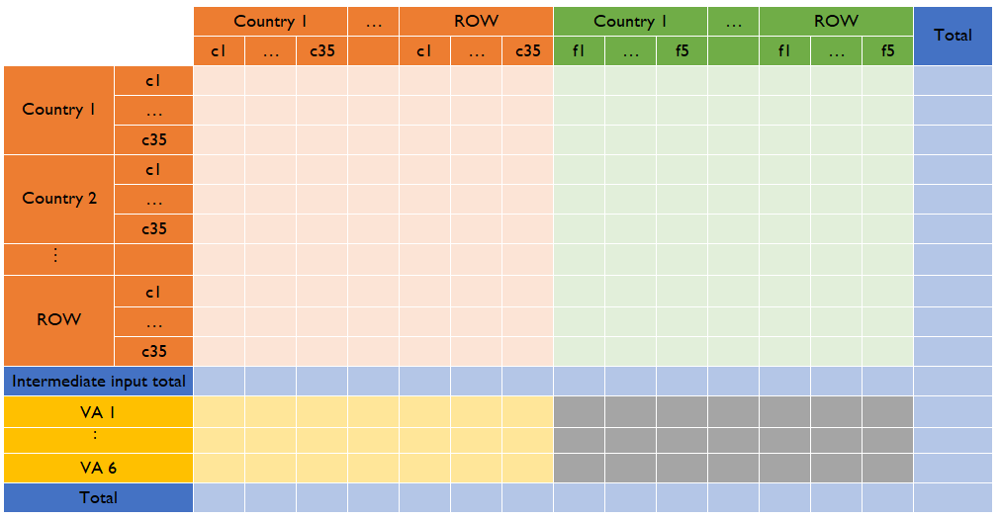 Country 1 … ROW Country 1 … ROW Total
c1 … c35 c1 … c35 f1 … f5 f1 … f5
Country 1 c1
…
c35
Country 2 c1
…
c35
⋮
ROW c1
…
c35
Intermediate input total
VA 1
:
VA 6
Total